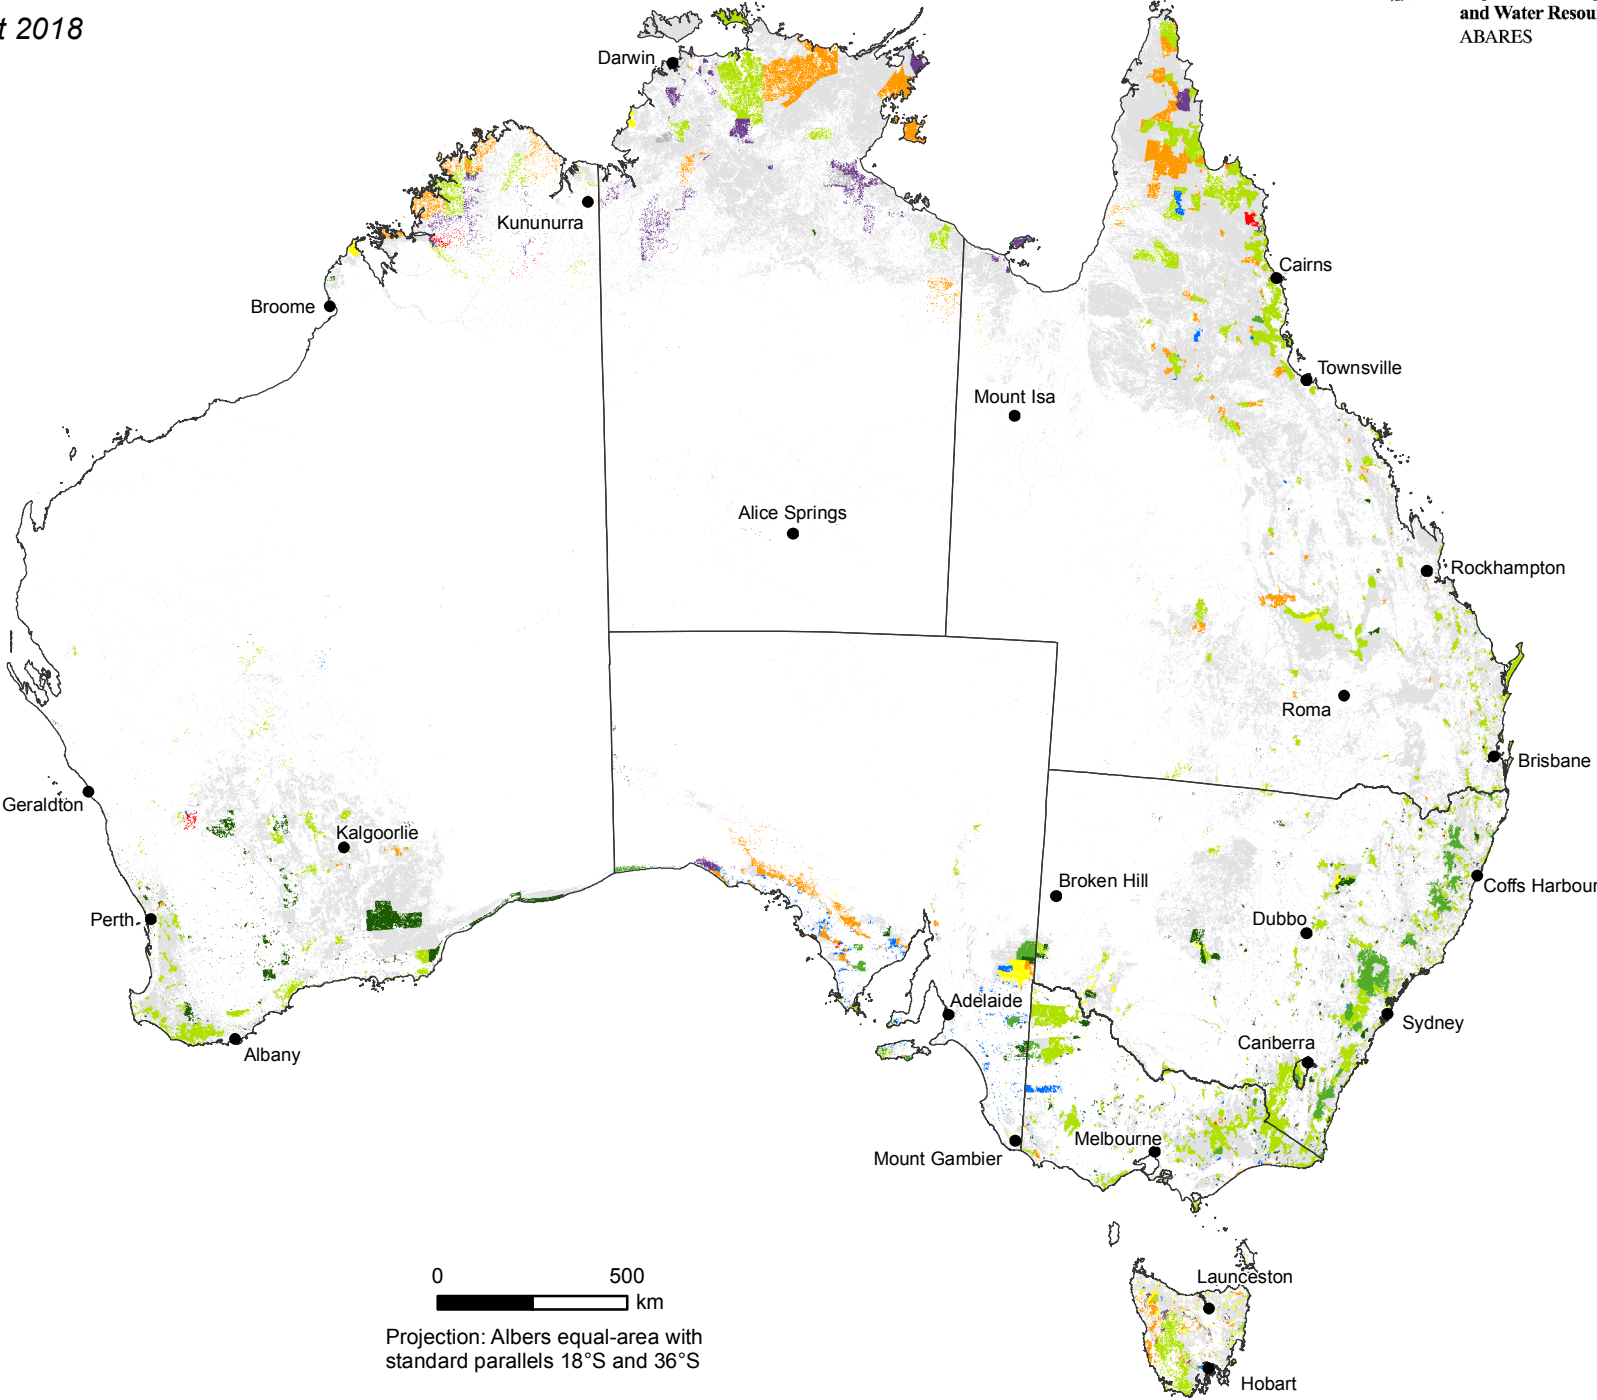 t 2018
and Water Resou
ABARES
Darwin
Kununurra
Broome
Cairns
Townsville
Mount Isa
Alice Springs
Rockhampton
Roma
Brisbane
Geraldton
Kalgoorlie
Broken Hill
Coffs Harbour
Perth
Dubbo
Adelaide
Sydney
Canberra
Albany
Melbourne
Mount Gambier
Launceston
Hobart
0 500
km
Projection: Albers equal-area with
standard parallels 18°S and 36°S